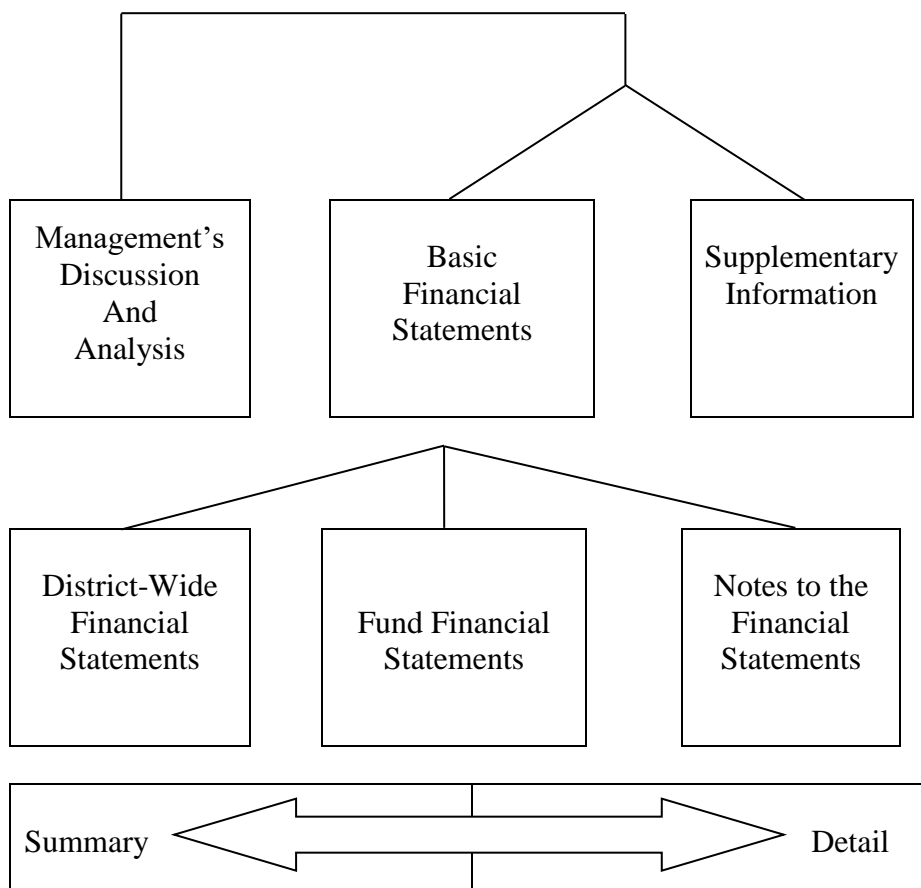 Management’s
Discussion
And
Analysis
Basic
Financial
Statements
Supplementary
Information
District-Wide
Financial
Statements
Fund Financial
Statements
Notes to the
Financial
Statements
Summary
Detail